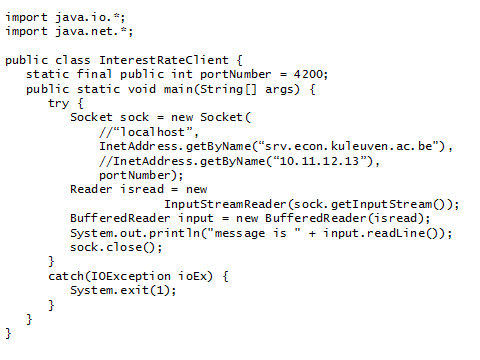 import java.io.*;
import java.net.*;

public class InterestRateClient {
   static final public int portNumber = 4200;
   public static void main(String[] args) {
      try {
         Socket sock = new Socket(
             //“localhost”,
             InetAddress.getByName(“srv.econ.kuleuven.ac.be”),
             //InetAddress.getByName(“10.11.12.13”),
             portNumber);
         Reader isread = new
                      InputStreamReader(sock.getInputStream());
         BufferedReader input = new BufferedReader(isread);
         System.out.println("message is " + input.readLine());
         sock.close();
      }
      catch(IOException ioEx) {
         System.exit(1);
      }
   }
}